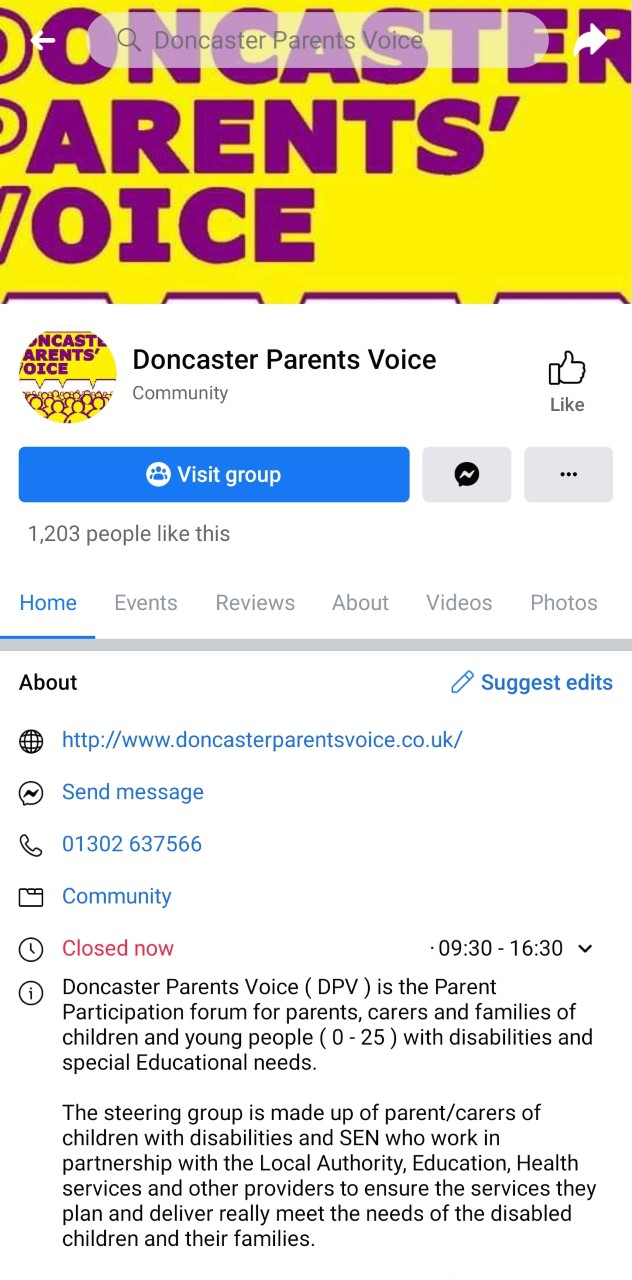 DONCASTER
Doncaster Parents Voice
PARENTS’
VOICE
ONCASTE
ARENTS’
OICE
Doncaster Parents Voice
Community
Like
Visit group
1,203 people like this
Home Events Reviews About Videos Photos
About Suggest edits
http://www.doncasterparentsvoice.co.uk/
Send message
01302 637566
Community
Closed now · 09:30 - 16:30
Doncaster Parents Voice ( DPV ) is the Parent
Participation forum for parents, carers and families of
children and young people ( 0 - 25 ) with disabilities and
special Educational needs.
The steering group is made up of parent/carers of
children with disabilities and SEN who work in
partnership with the Local Authority, Education, Health
services and other providers to ensure the services they
plan and deliver really meet the needs of the disabled
children and their families.